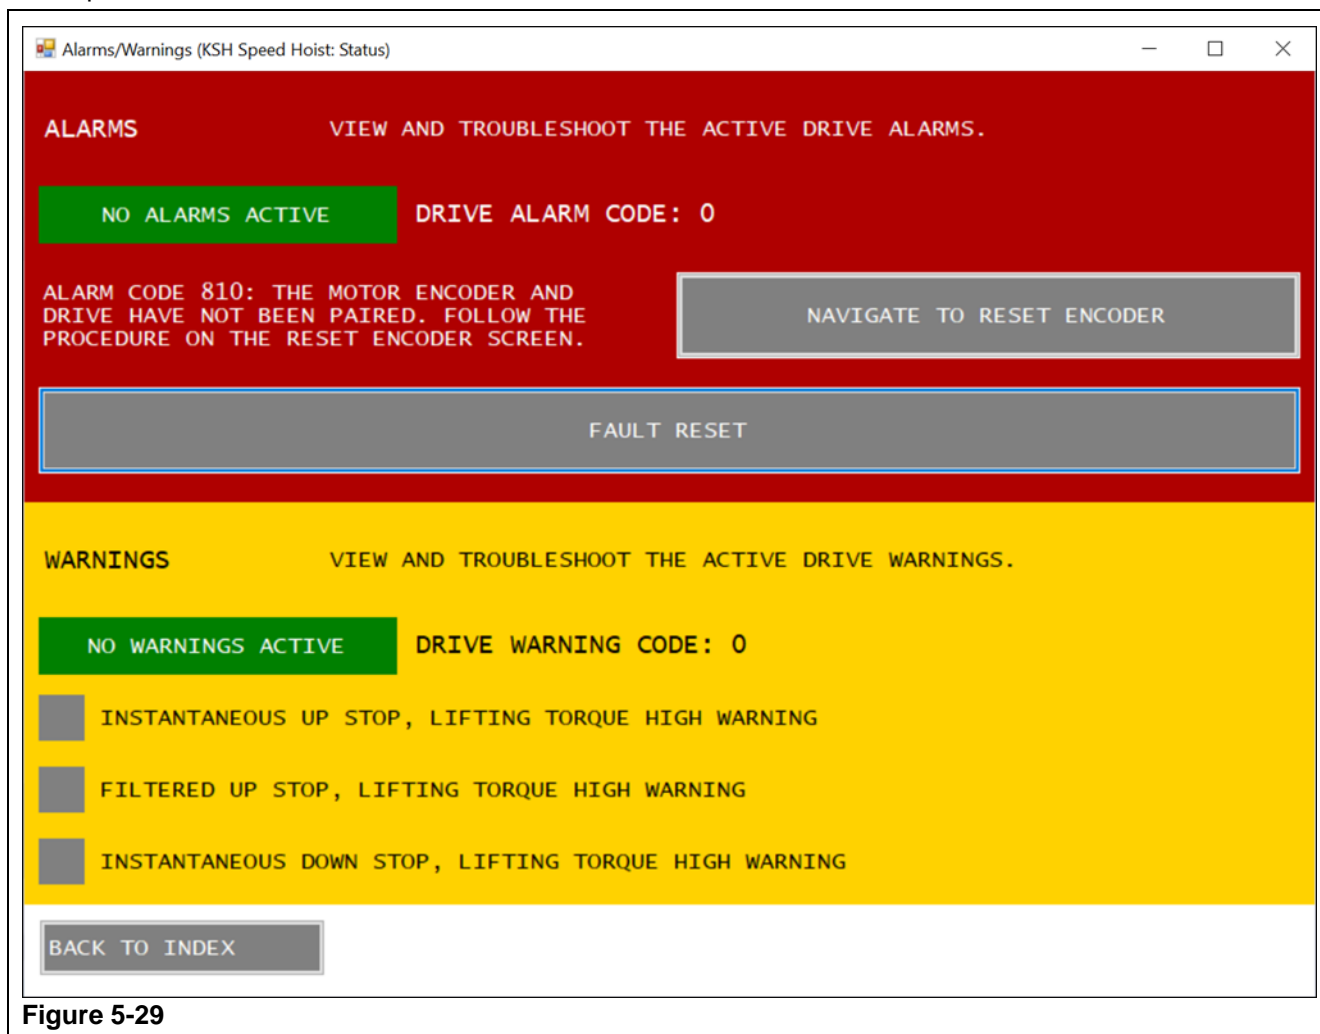 Alarms/Warnings (KSH Speed Hoist: Status)
ALARMS VIEW AND TROUBLESHOOT THE ACTIVE DRIVE ALARMS.
NO ALARMS ACTIVE DRIVE ALARM CODE: 0
ALARM CODE 810: THE MOTOR ENCODER AND
DRIVE HAVE NOT BEEN PAIRED. FOLLOW THE
PROCEDURE ON THE RESET ENCODER SCREEN.
NAVIGATE TO RESET ENCODER
FAULT RESET
WARNINGS VIEW AND TROUBLESHOOT THE ACTIVE DRIVE WARNINGS.
NO WARNINGS ACTIVE DRIVE WARNING CODE: 0
INSTANTANEOUS UP STOP, LIFTING TORQUE HIGH WARNING
FILTERED UP STOP, LIFTING TORQUE HIGH WARNING
INSTANTANEOUS DOWN STOP, LIFTING TORQUE HIGH WARNING
BACK TO INDEX
Figure 5-29